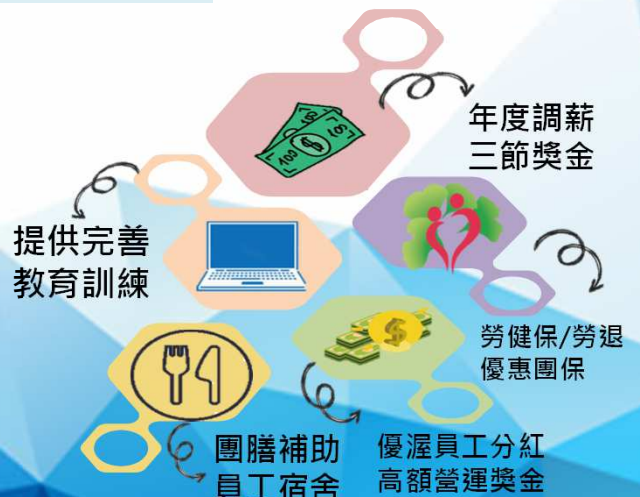 年度調薪
三節獎金
提供完善
教育訓練
勞健保/勞退
優惠團保
團膳補助
員工宿舍
優渥員工分紅
高額營運獎金
100
100